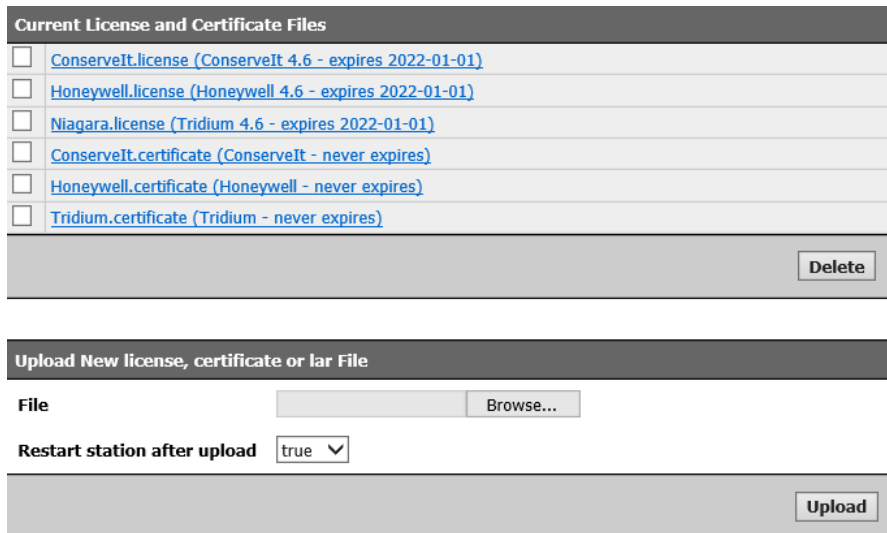 Current License and Certificate Files
ConserveIt.license (ConserveIt 4.6 - expires 2022-01-01)
Honeywell.license (Honeywell 4.6 - expires 2022-01-01)
Niagara.license (Tridium 4.6 - expires 2022-01-01)
ConserveIt.certificate (ConserveIt - never expires)
Honeywell.certificate (Honeywell - never expires)
Tridium.certificate (Tridium - never expires)
Delete
Upload New license, certificate or lar File
File Browse...
Restart station after upload true
Upload